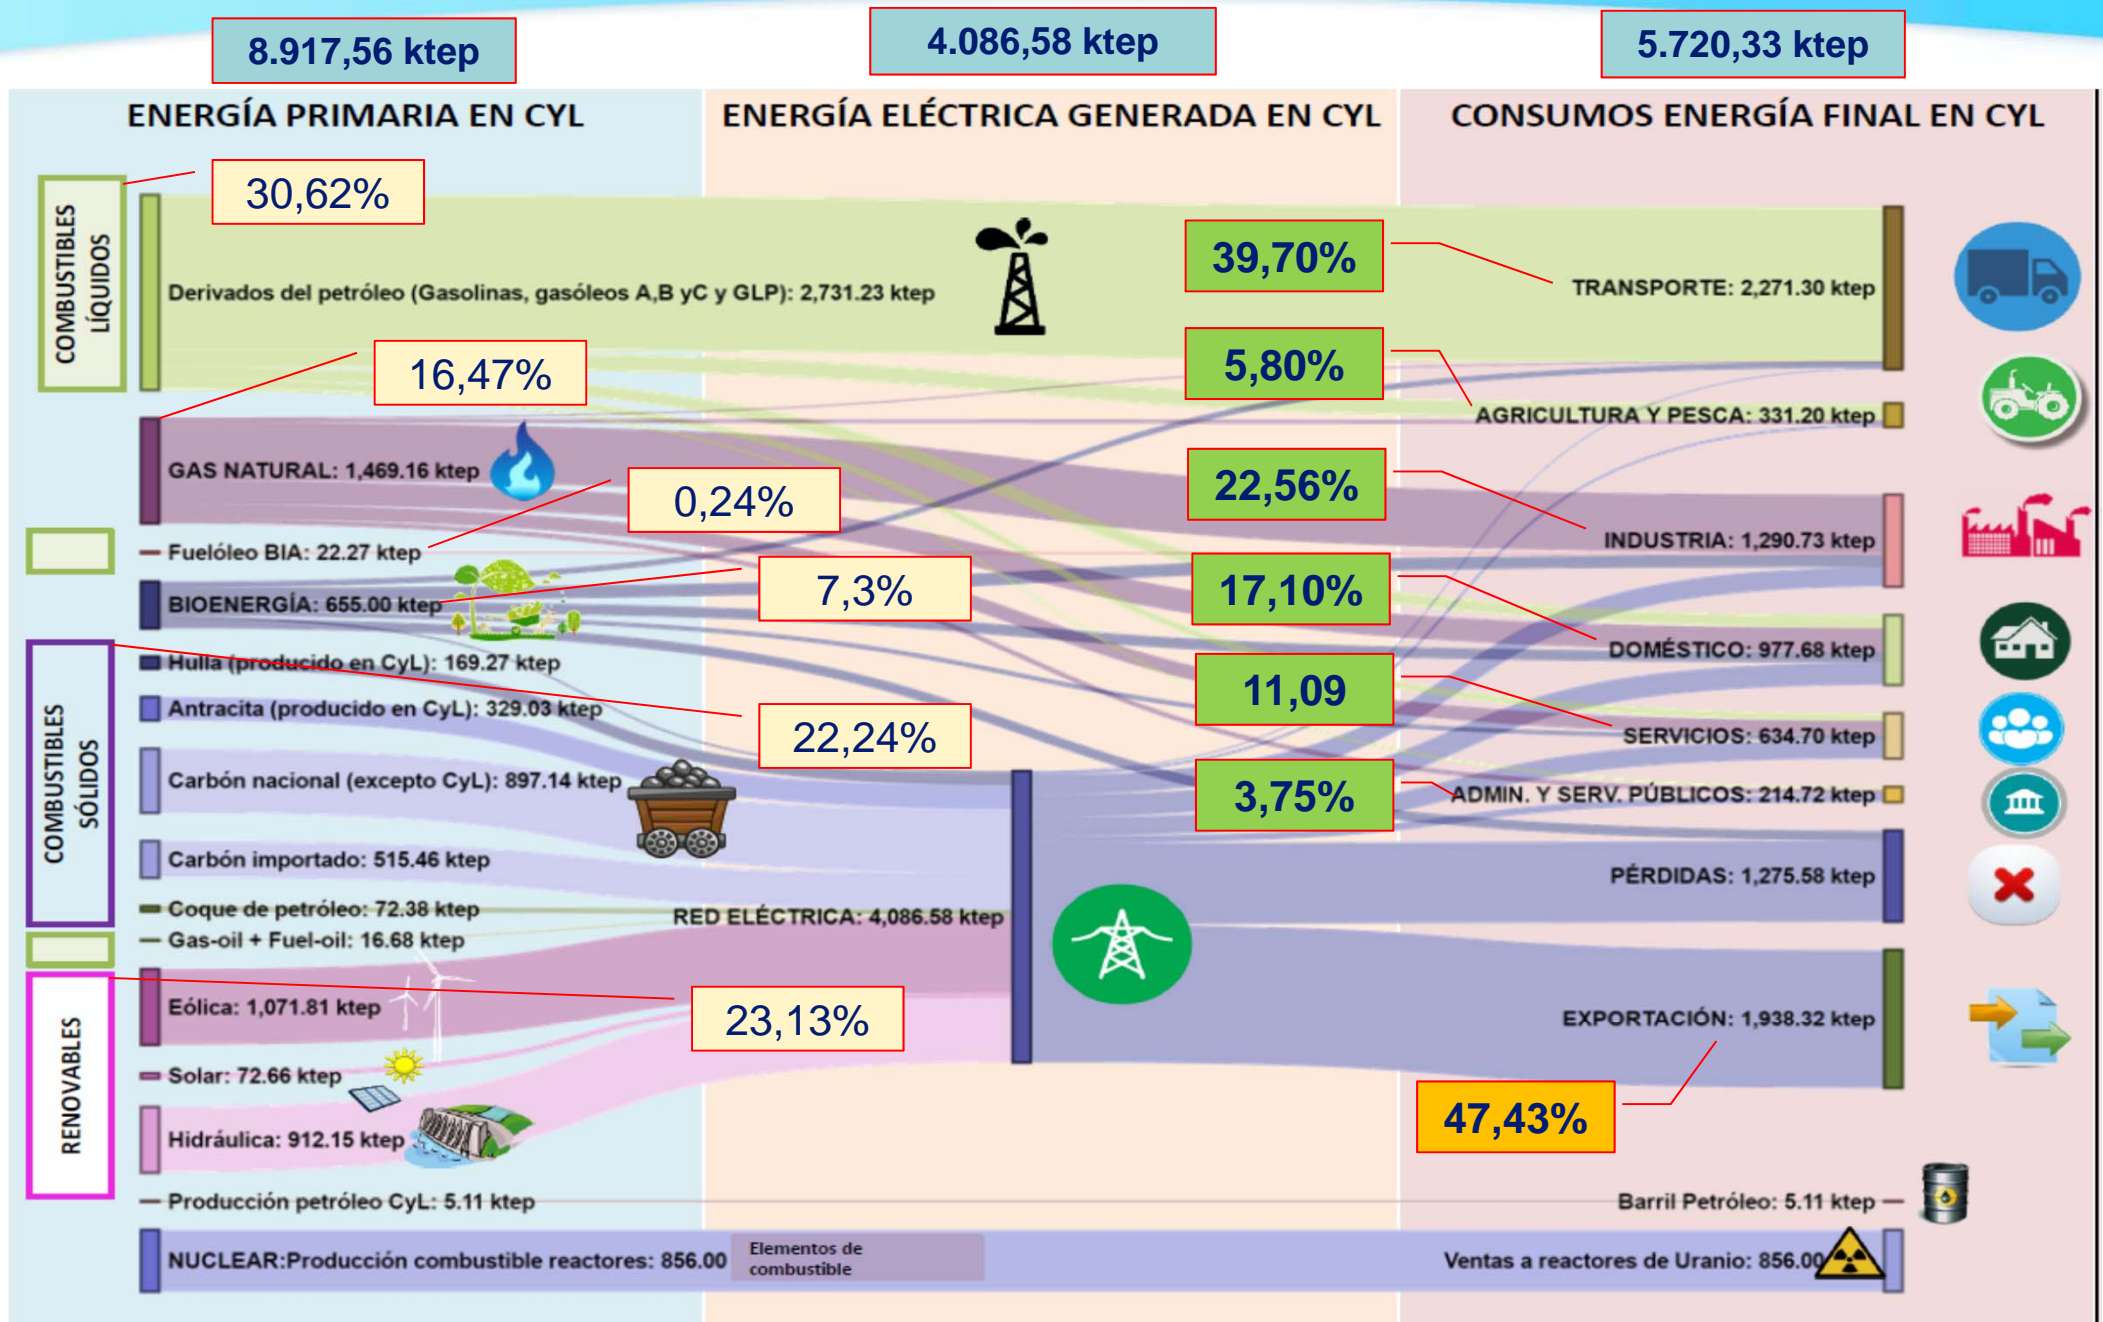 8.917,56 ktep
4.086,58 ktep
5.720,33 ktep
ENERGÍA PRIMARIA EN CYL
ENERGÍA ELÉCTRICA GENERADA EN CYL
CONSUMOS ENERGÍA FINAL EN CYL
COMBUSTIBLES
LÍQUIDOS
30,62%
Derivados del petróleo (Gasolinas, gasóleos A,B yC y GLP): 2,731.23 ktep
16,47%
GAS NATURAL: 1,469.16 ktep
0,24%
Fuelóleo BIA: 22.27 ktep
7,3%
BIOENERGÍA: 655.00 ktep
COMBUSTIBLES
SÓLIDOS
Hulla (producido en CyL): 169.27 ktep
Antracita (producido en CyL): 329.03 ktep
22,24%
Carbón nacional (excepto CyL): 897.14 ktep
Carbón importado: 515.46 ktep
Coque de petróleo: 72.38 ktep
Gas-oil + Fuel-oil: 16.68 ktep
RENOVABLES
Eólica: 1,071.81 ktep
23,13%
Solar: 72.66 ktep
Hidráulica: 912.15 ktep
Producción petróleo CyL: 5.11 ktep
NUCLEAR:Producción combustible reactores: 856.00
Elementos de
combustible
RED ELÉCTRICA: 4,086.58 ktep
39,70%
TRANSPORTE: 2,271.30 ktep
5,80%
AGRICULTURA Y PESCA: 331.20 ktep
22,56%
INDUSTRIA: 1,290.73 ktep
17,10%
DOMÉSTICO: 977.68 ktep
11,09
SERVICIOS: 634.70 ktep
3,75%
ADMIN. Y SERV. PÚBLICOS: 214.72 ktep
PÉRDIDAS: 1,275.58 ktep
EXPORTACIÓN: 1,938.32 ktep
47,43%
Barril Petróleo: 5.11 ktep
Ventas a reactores de Uranio: 856.00